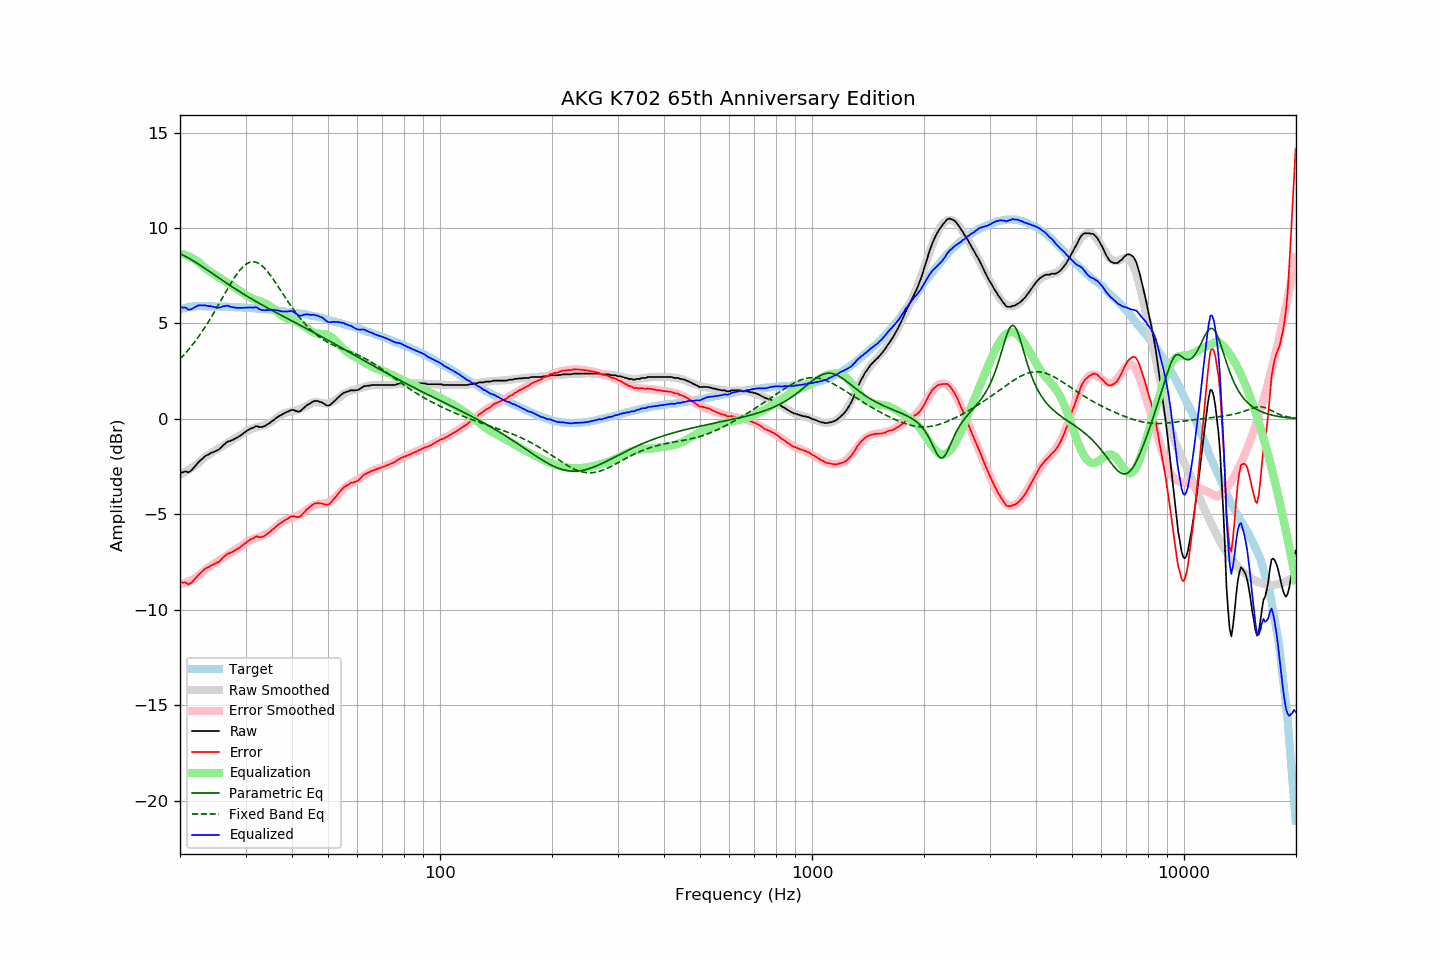 AKG K702 65th Anniversary Edition
15
10
5
0
−5
−10
−15
−20
Amplitude (dBr)
Target
Raw Smoothed
Error Smoothed
Raw
Error
Equalization
Parametric Eq
Fixed Band Eq
Equalized
100
1000
10000
Frequency (Hz)